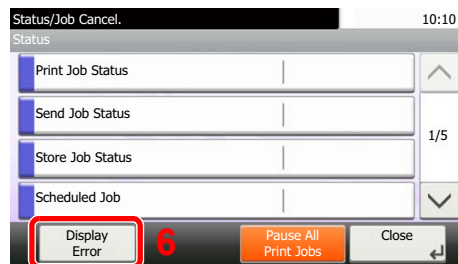 Status/Job Cancel.
10:10
Status
Print Job Status
Send Job Status
1/5
Store Job Status
Scheduled Job
Display
Error
6
Pause All
Print Jobs
Close